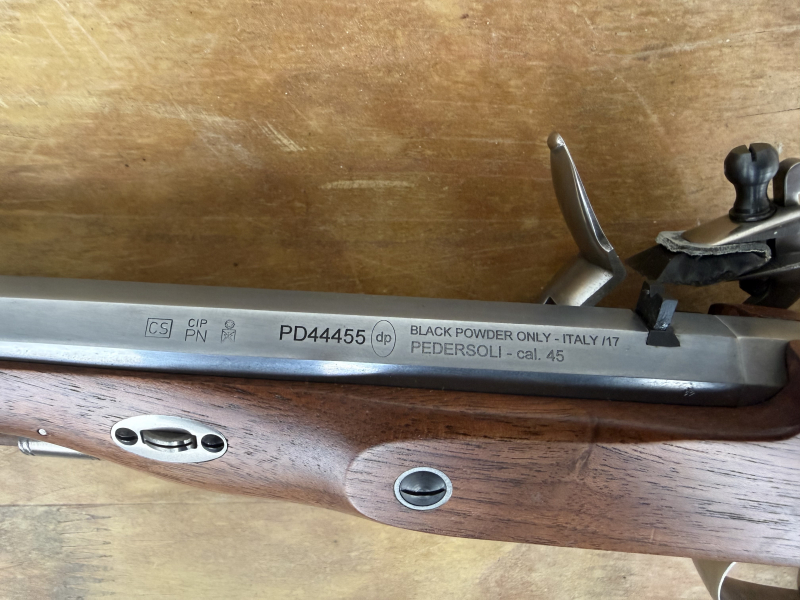 CS
CIP
PN
PD44455
dp
BLACK POWDER ONLY - ITALY /17
PEDERSOLI - cal. 45